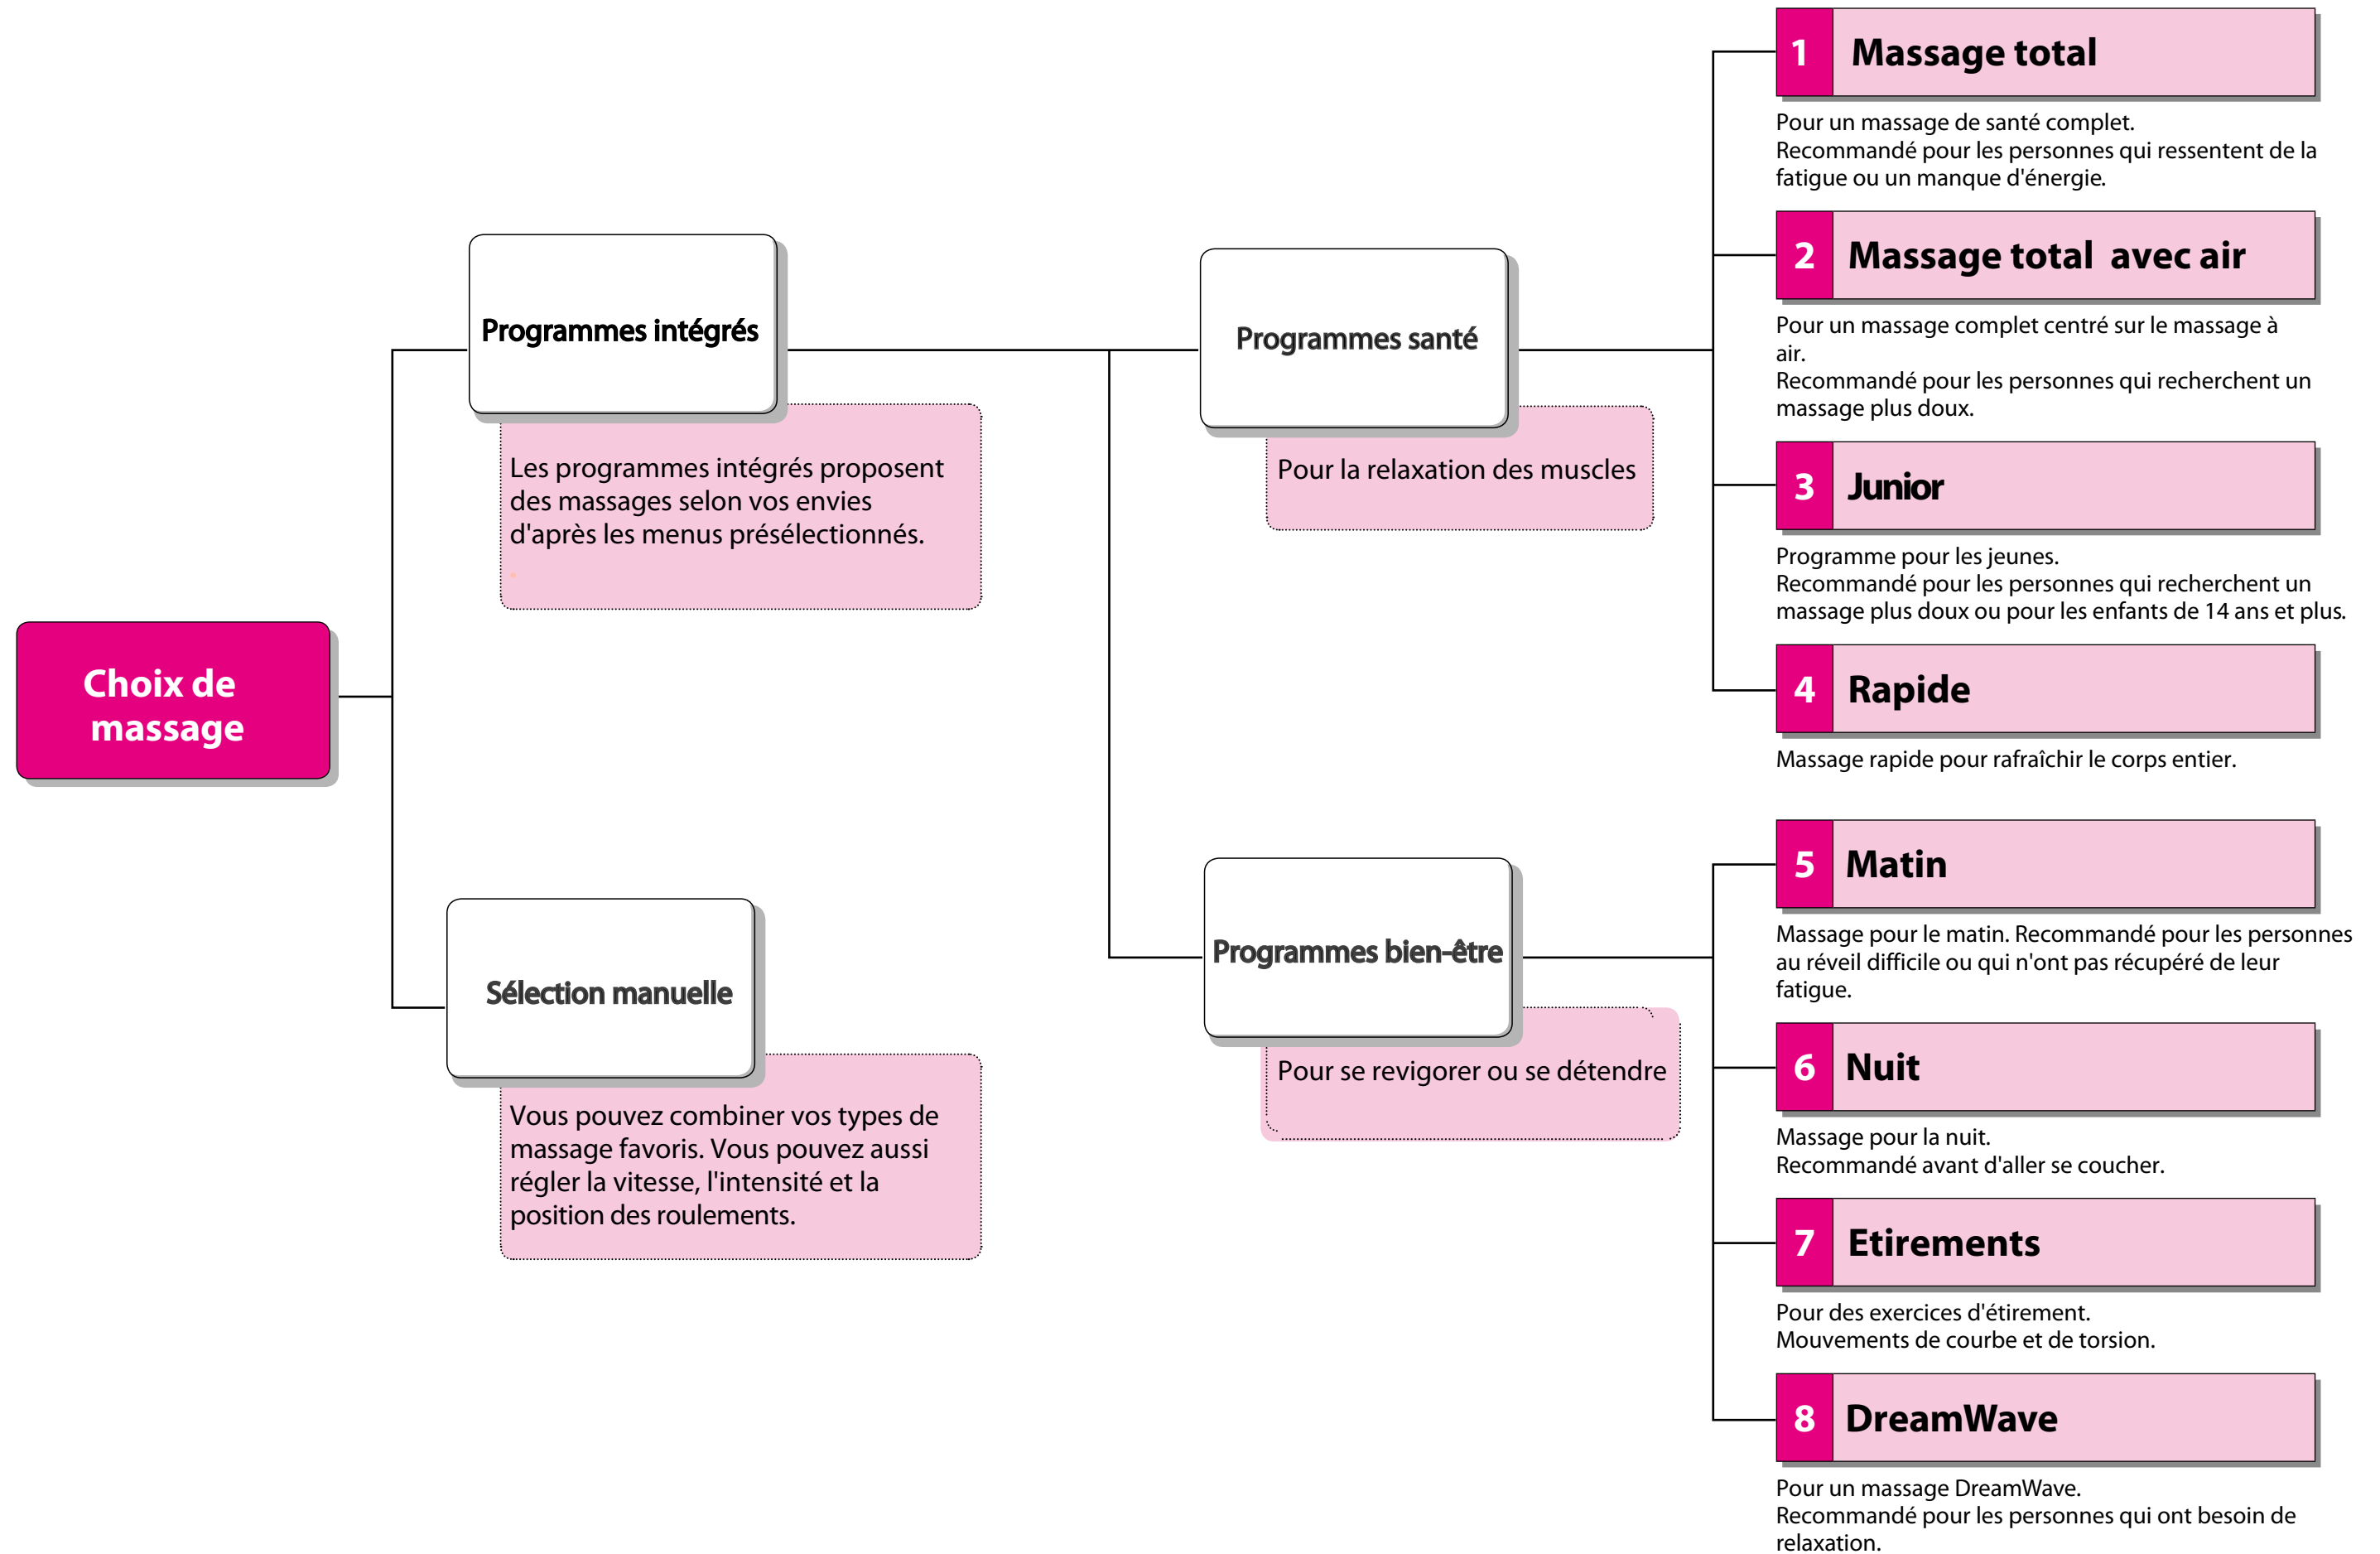 Choix de
massage
Programmes intégrés
Les programmes intégrés proposent
des massages selon vos envies
d'après les menus présélectionnés.
Sélection manuelle
Vous pouvez combiner vos types de
massage favoris. Vous pouvez aussi
régler la vitesse, l'intensité et la
position des roulements.
Programmes santé
Pour la relaxation des muscles
Programmes bien-être
Pour se revigorer ou se détendre
1 Massage total
Pour un massage de santé complet.
Recommandé pour les personnes qui ressentent de la
fatigue ou un manque d'énergie.
2 Massage total avec air
Pour un massage complet centré sur le massage à
air.
Recommandé pour les personnes qui recherchent un
massage plus doux.
3 Junior
Programme pour les jeunes.
Recommandé pour les personnes qui recherchent un
massage plus doux ou pour les enfants de 14 ans et plus.
4 Rapide
Massage rapide pour rafraîchir le corps entier.
5 Matin
Massage pour le matin. Recommandé pour les personnes
au réveil difficile ou qui n'ont pas récupéré de leur
fatigue.
6 Nuit
Massage pour la nuit.
Recommandé avant d'aller se coucher.
7 Etirements
Pour des exercices d'étirement.
Mouvements de courbe et de torsion.
8 DreamWave
Pour un massage DreamWave.
Recommandé pour les personnes qui ont besoin de
relaxation.